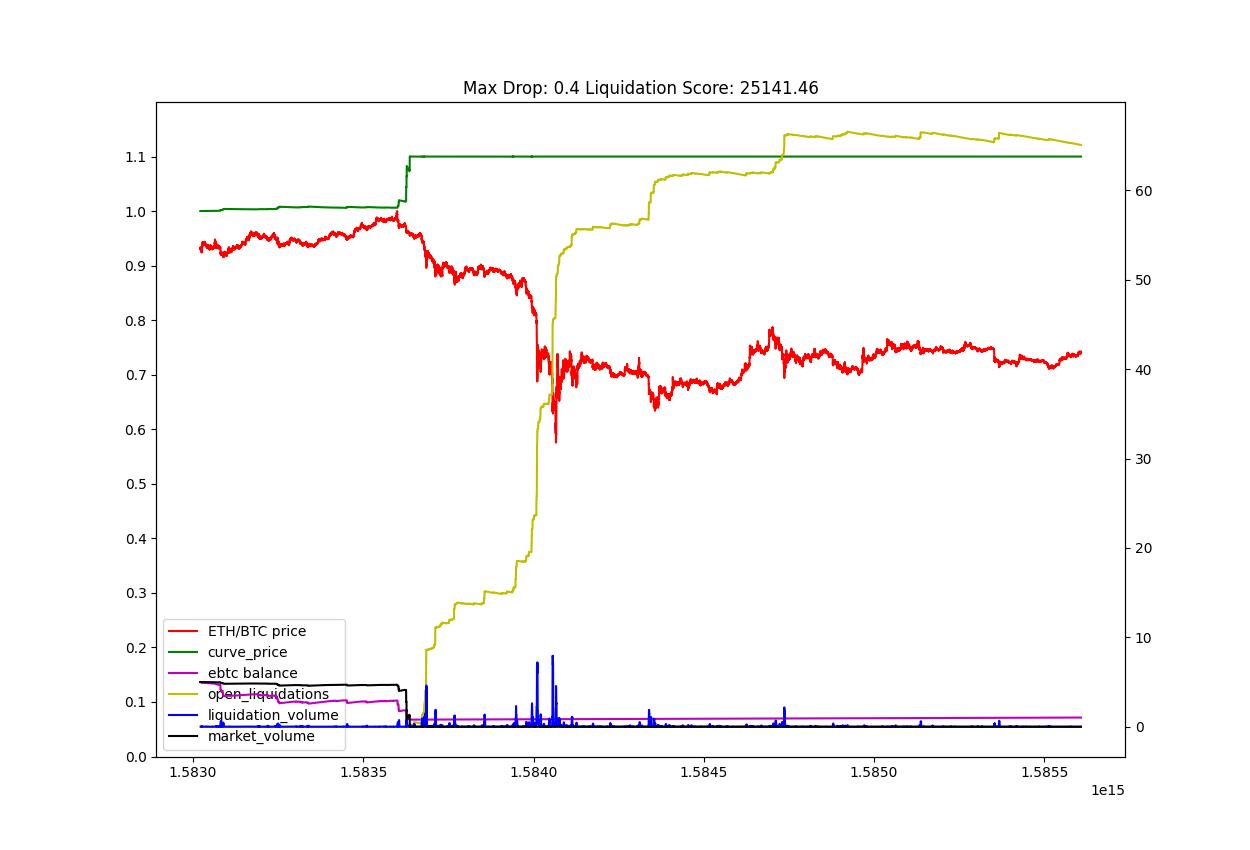 Max Drop: 0.4 Liquidation Score: 25141.46
1.1
1.0
0.9
0.8
0.7
0.6
0.5
0.4
0.3
0.2
0.1
0.0
60
50
40
30
20
10
0
ETH/BTC price
curve_price
ebtc balance
open_liquidations
liquidation_volume
market_volume
1.5830 1.5835 1.5840 1.5845 1.5850 1.5855
1e15